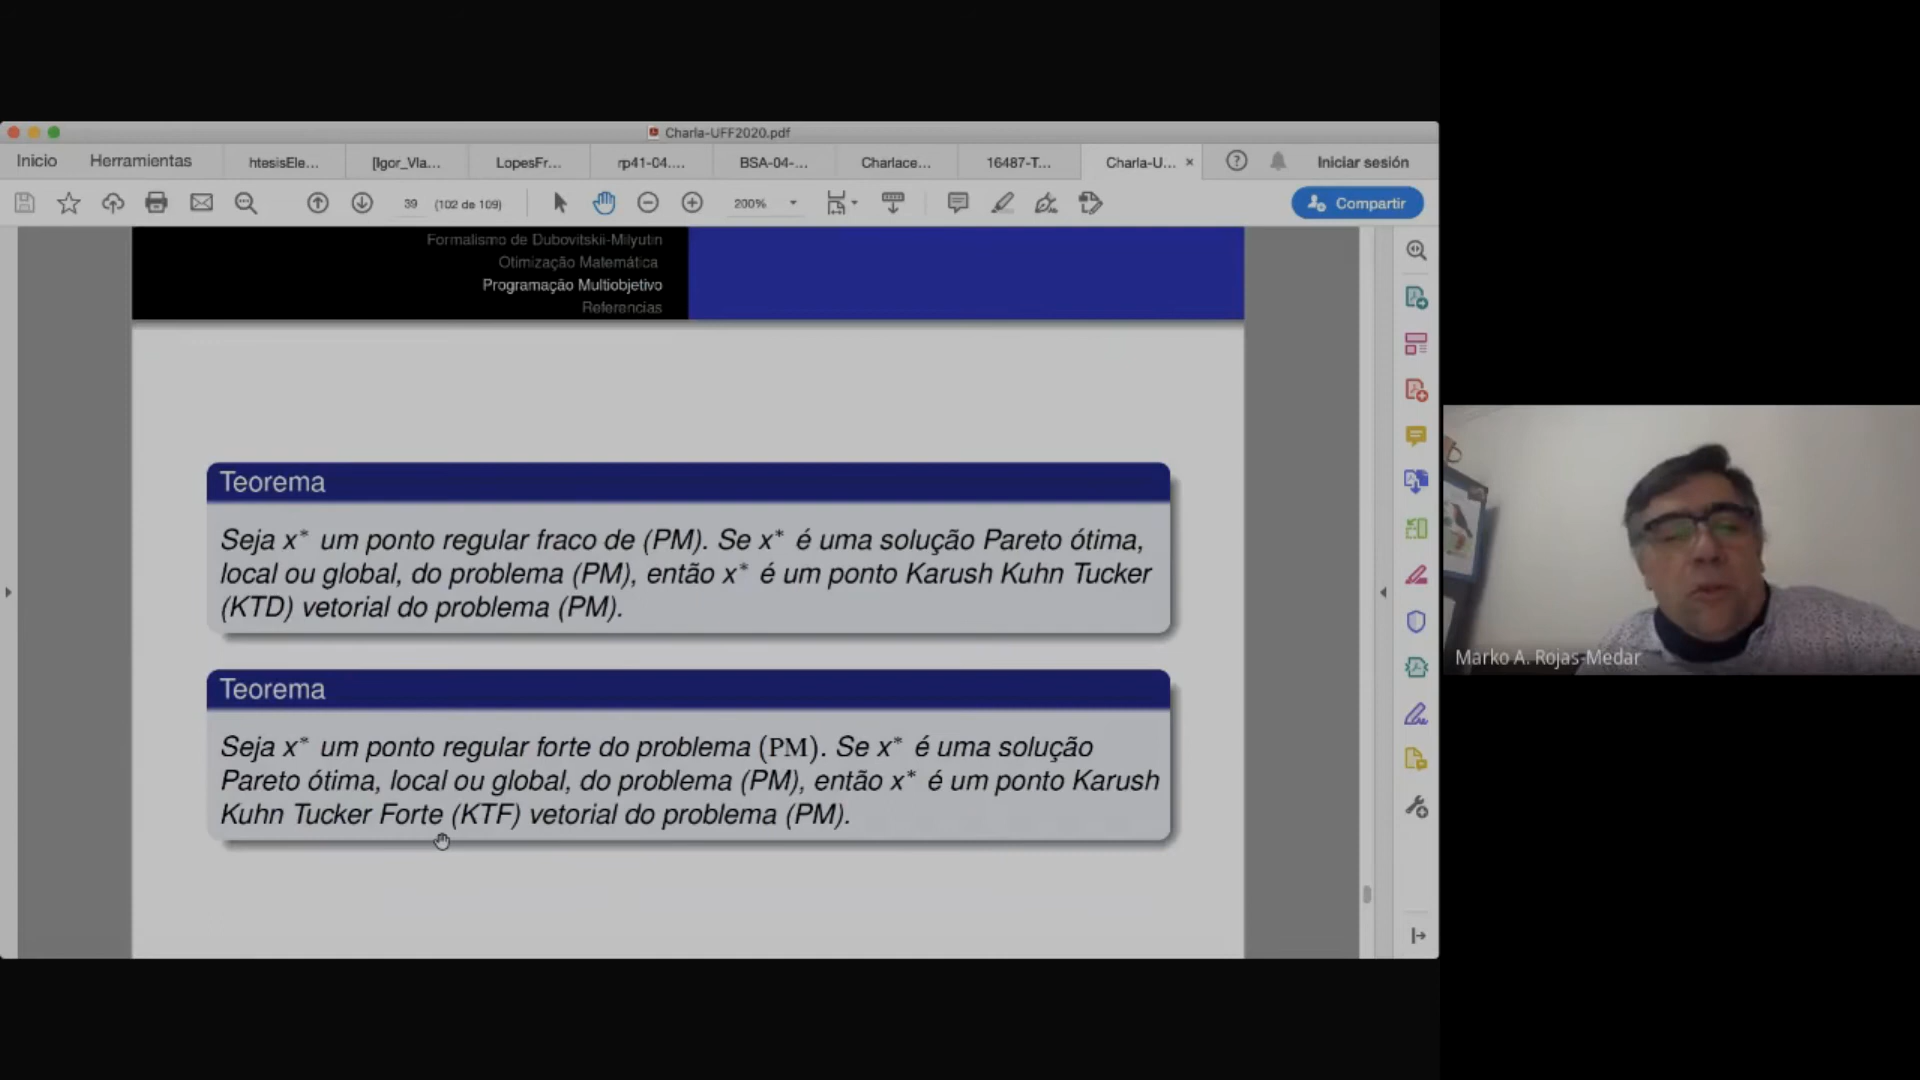 Charla-UFF2020.pdf
Inicio Herramientas htesisEle... [Igor_Vla... LopesFr... rp41-04.... BSA-04-... Charlace... 16487-T... Charla-U... × Iniciar sesión
39 (102 de 109) 200% Compartir
Formalismo de Dubovitskii-Milyutin
Otimização Matemática
Programação Multiobjetivo
Referencias
Teorema
Seja x* um ponto regular fraco de (PM). Se x* é uma solução Pareto ótima,
local ou global, do problema (PM), então x* é um ponto Karush Kuhn Tucker
(KTD) vetorial do problema (PM).
Teorema
Seja x* um ponto regular forte do problema (PM). Se x* é uma solução
Pareto ótima, local ou global, do problema (PM), então x* é um ponto Karush
Kuhn Tucker Forte (KTF) vetorial do problema (PM).
Marko A. Rojas-Medar